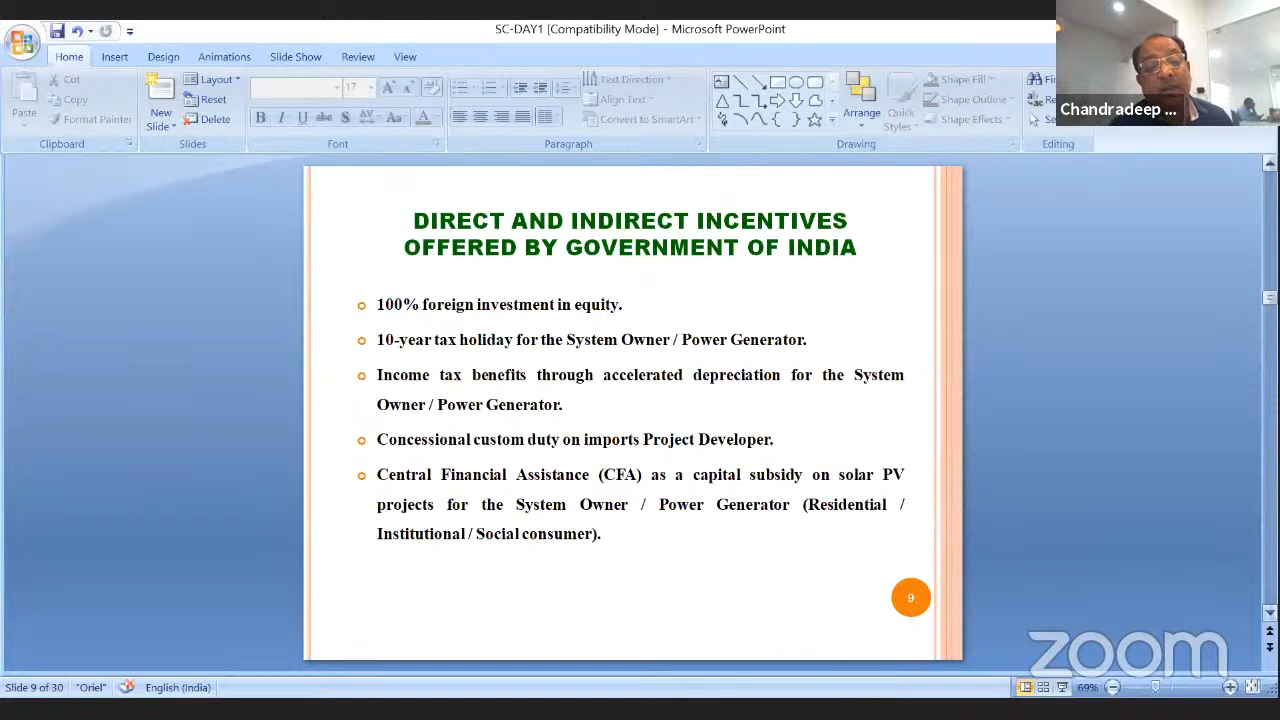 SC-DAY1 [Compatibility Mode] - Microsoft PowerPoint
Home Insert Design Animations Slide Show Review View
Paste
Cut
Copy
Format Painter
Clipboard
New Slide
Layout
Reset
Delete
Slides
17
Font
Text Direction
Align Text
Convert to SmartArt
Paragraph
Arrange
Quick Styles
Shape Fill
Shape Outline
Shape Effects
Drawing
Editing
Chandradeep ...
DIRECT AND INDIRECT INCENTIVES
OFFERED BY GOVERNMENT OF INDIA
100% foreign investment in equity.
10-year tax holiday for the System Owner / Power Generator.
Income tax benefits through accelerated depreciation for the System
Owner / Power Generator.
Concessional custom duty on imports Project Developer.
Central Financial Assistance (CFA) as a capital subsidy on solar PV
projects for the System Owner / Power Generator (Residential /
Institutional / Social consumer).
9
zoom
Slide 9 of 30 "Oriel" English (India) 69%